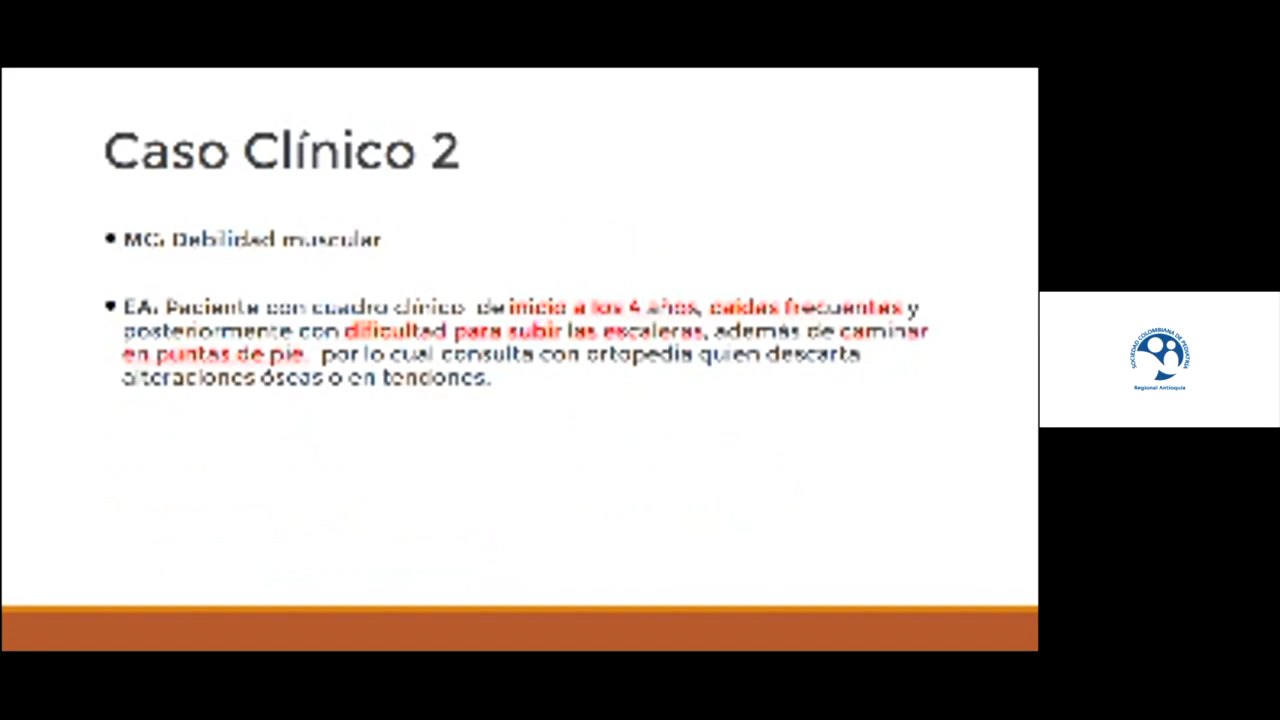 Caso Clínico 2
• MC: Debilidad muscular
• EA: Paciente con cuadro clínico de inicio a los 4 años, caidas frecuentes y
posteriormente con dificultad para subir las escaleras, además de caminar
en puntas de pie, por lo cual consulta con ortopedia quien descarta
alteraciones óseas o en tendones.
SOCIEDAD COLOMBIANA DE PEDIATRÍA
Regional Antioquia